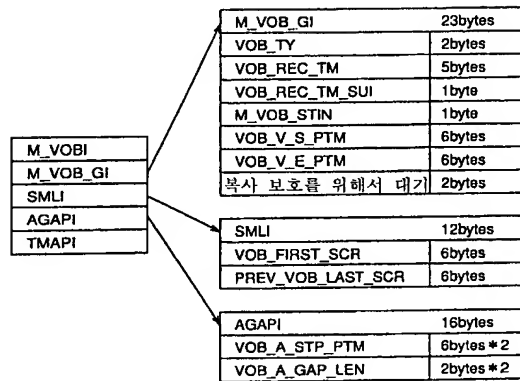 M_VOBI
M_VOB_GI
SMLI
AGAPI
TMAPI
M_VOB_GI 23bytes
VOB_TY 2bytes
VOB_REC_TM 5bytes
VOB_REC_TM_SUI 1byte
M_VOB_STIN 1byte
VOB_V_S_PTM 6bytes
VOB_V_E_PTM 6bytes
복사 보호를 위해서 대기 2bytes
SMLI 12bytes
VOB_FIRST_SCR 6bytes
PREV_VOB_LAST_SCR 6bytes
AGAPI 16bytes
VOB_A_STP_PTM 6bytes*2
VOB_A_GAP_LEN 2bytes*2